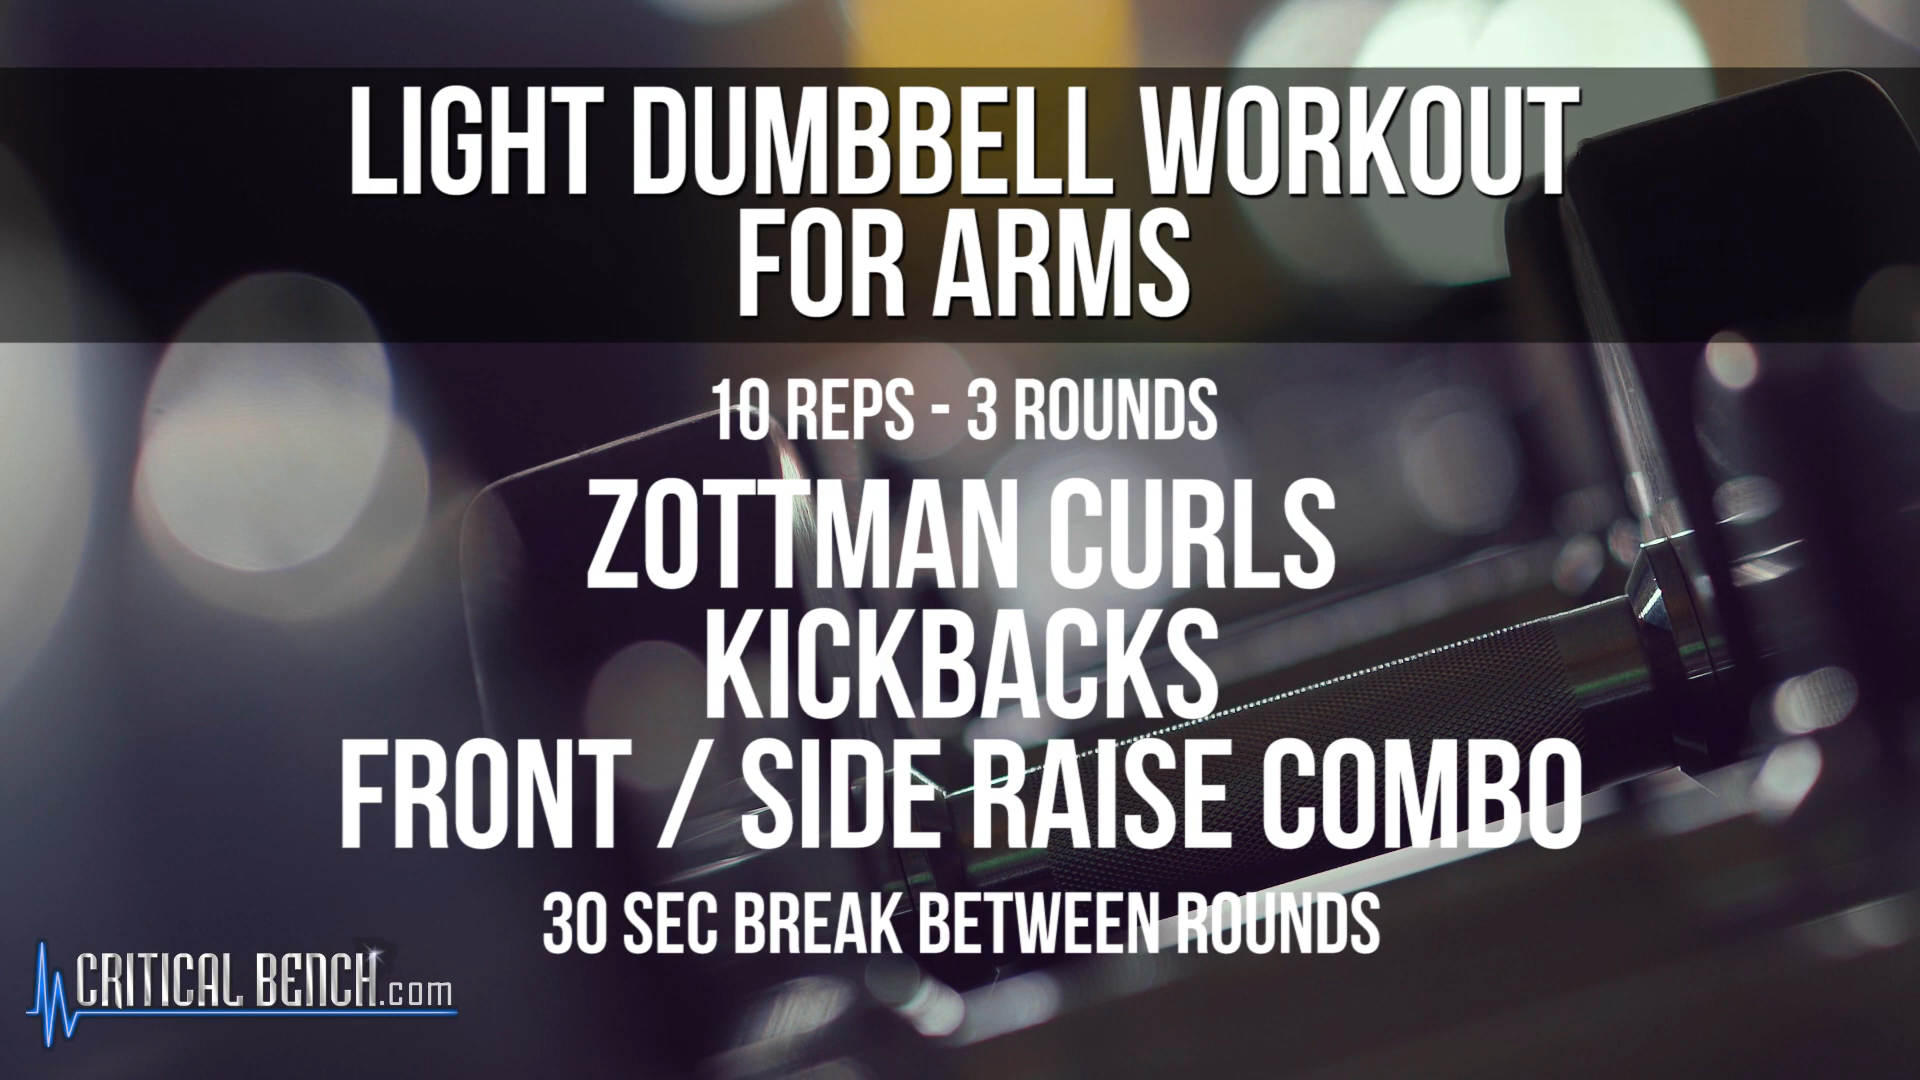 LIGHT DUMBBELL WORKOUT
FOR ARMS
10 REPS - 3 ROUNDS
ZOTTMAN CURLS
KICKBACKS
FRONT / SIDE RAISE COMBO
30 SEC BREAK BETWEEN ROUNDS
CRITICAL BENCH.com